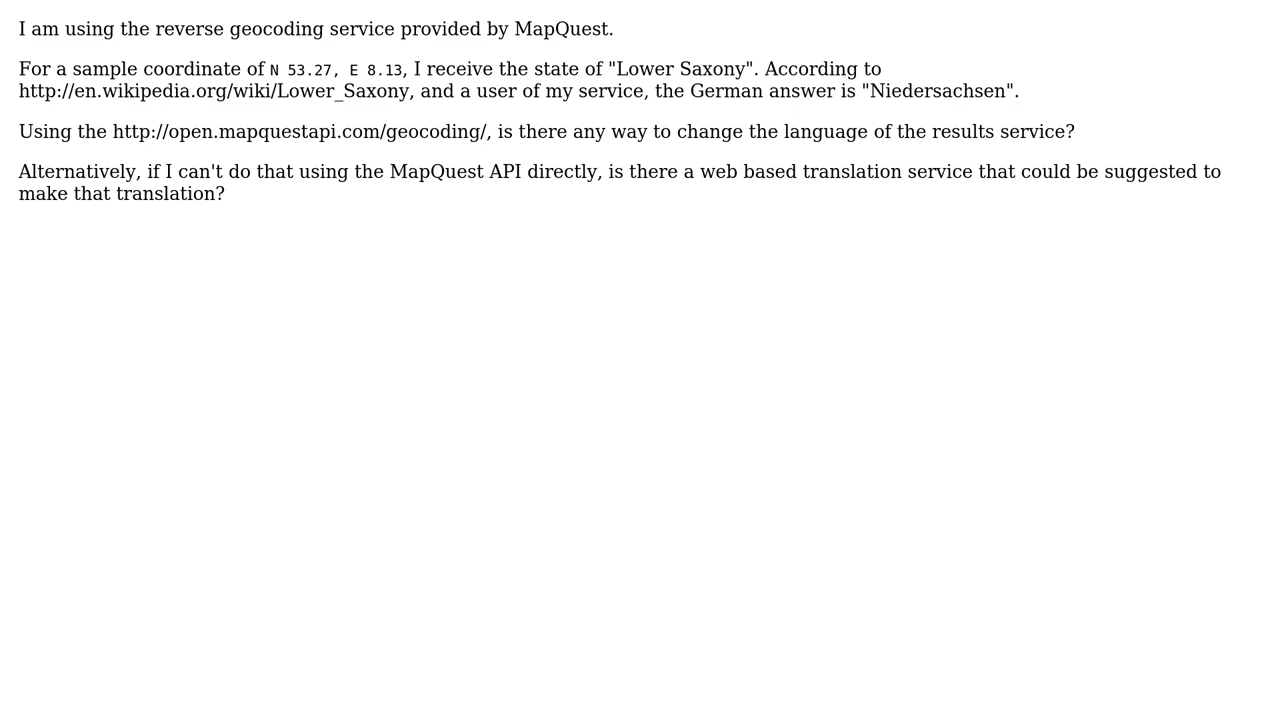 I am using the reverse geocoding service provided by MapQuest.
For a sample coordinate of N 53.27, E 8.13, I receive the state of "Lower Saxony". According to
http://en.wikipedia.org/wiki/Lower_Saxony, and a user of my service, the German answer is "Niedersachsen".
Using the http://open.mapquestapi.com/geocoding/, is there any way to change the language of the results service?
Alternatively, if I can't do that using the MapQuest API directly, is there a web based translation service that could be suggested to
make that translation?